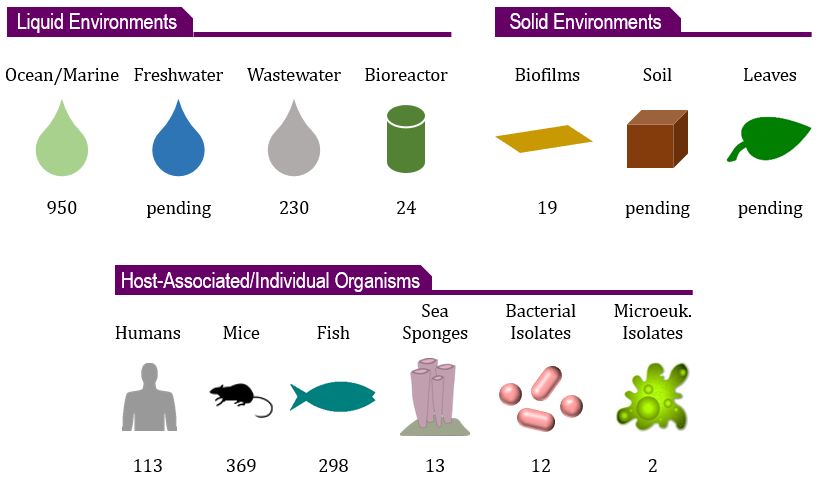 Liquid Environments
Solid Environments
Ocean/Marine Freshwater Wastewater Bioreactor
Biofilms Soil Leaves
950 pending 230 24
19 pending pending
Host-Associated/Individual Organisms
Humans Mice Fish Sea Sponges Bacterial Isolates Microeuk. Isolates
113 369 298 13 12 2